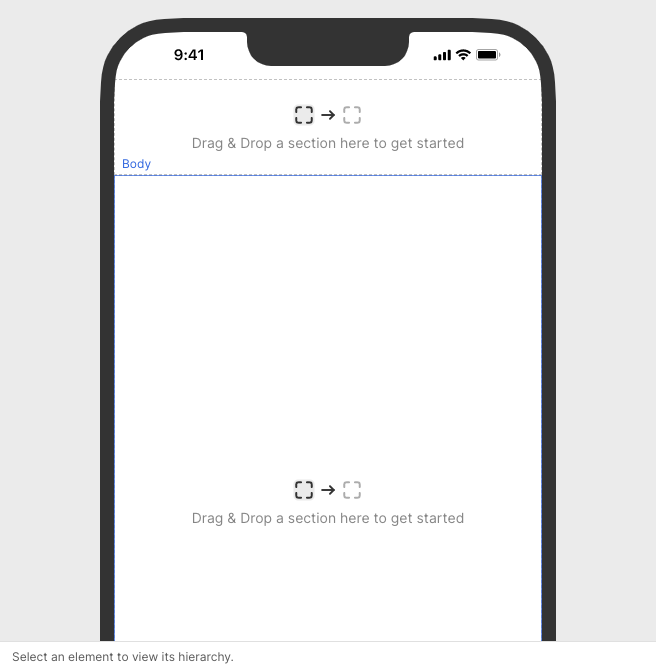 9:41
Drag & Drop a section here to get started
Body
Drag & Drop a section here to get started
Select an element to view its hierarchy.